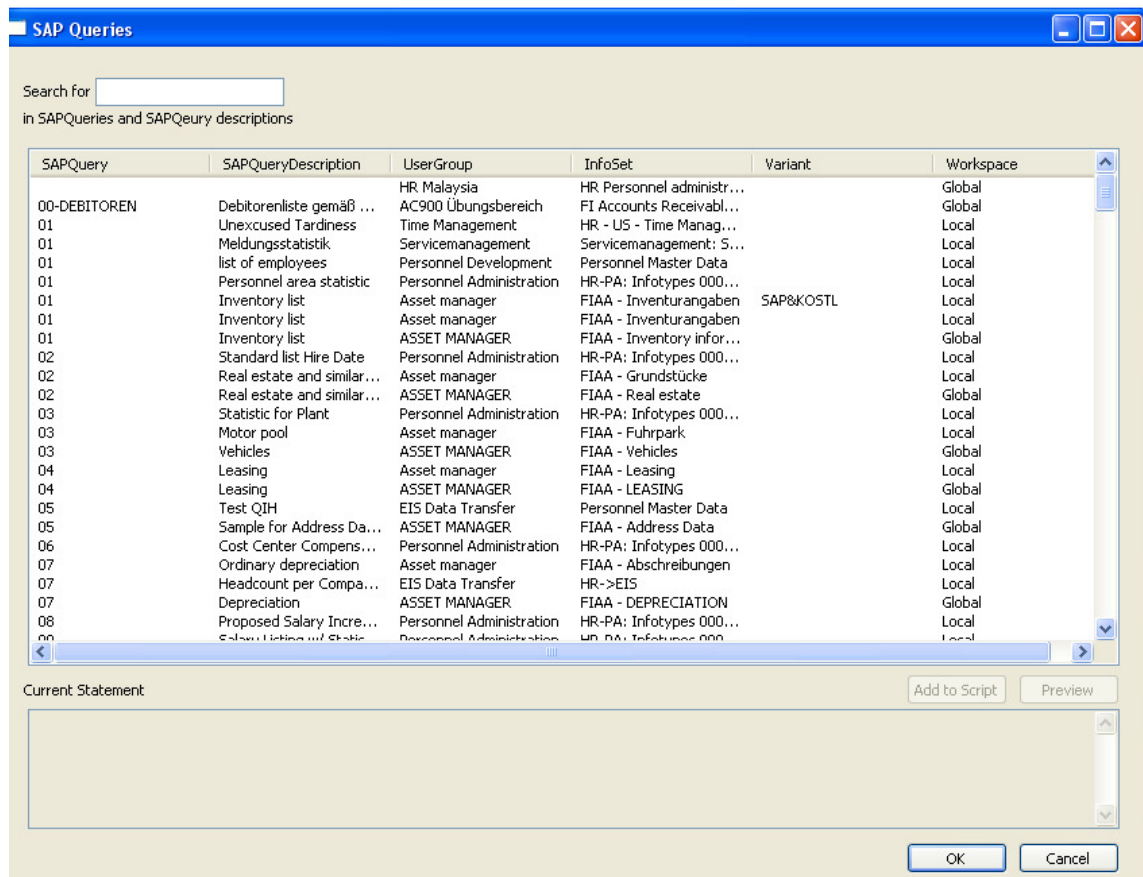 SAP Queries
Search for
in SAPQueries and SAPQeury descriptions
SAPQuery SAPQueryDescription UserGroup InfoSet Variant Workspace
HR Malaysia HR Personnel administr... Global
00-DEBITOREN Debitorenliste gemäß ... AC900 Übungsbereich FI Accounts Receivabl... Global
01 Unexcused Tardiness Time Management HR - US - Time Manag... Local
01 Meldungsstatistik Servicemanagement Servicemanagement: S... Local
01 list of employees Personnel Development Personnel Master Data Local
01 Personnel area statistic Personnel Administration HR-PA: Infotypes 000... Local
01 Inventory list Asset manager FIAA - Inventurangaben SAP&KOSTL Local
01 Inventory list Asset manager FIAA - Inventurangaben Local
01 Inventory list ASSET MANAGER FIAA - Inventory infor... Global
02 Standard list Hire Date Personnel Administration HR-PA: Infotypes 000... Local
02 Real estate and similar... Asset manager FIAA - Grundstücke Local
02 Real estate and similar... ASSET MANAGER FIAA - Real estate Global
03 Statistic for Plant Personnel Administration HR-PA: Infotypes 000... Local
03 Motor pool Asset manager FIAA - Fuhrpark Local
03 Vehicles ASSET MANAGER FIAA - Vehicles Global
04 Leasing Asset manager FIAA - Leasing Local
04 Leasing ASSET MANAGER FIAA - LEASING Global
05 Test QIH EIS Data Transfer Personnel Master Data Local
05 Sample for Address Da... ASSET MANAGER FIAA - Address Data Global
06 Cost Center Compens... Personnel Administration HR-PA: Infotypes 000... Local
07 Ordinary depreciation Asset manager FIAA - Abschreibungen Local
07 Headcount per Compa... EIS Data Transfer HR->EIS Local
07 Depreciation ASSET MANAGER FIAA - DEPRECIATION Global
08 Proposed Salary Incre... Personnel Administration HR-PA: Infotypes 000... Local
Salary Listing w/ Static Personnel Administration HR-PA: Infotypes 000 Local
Current Statement Add to Script Preview
OK Cancel